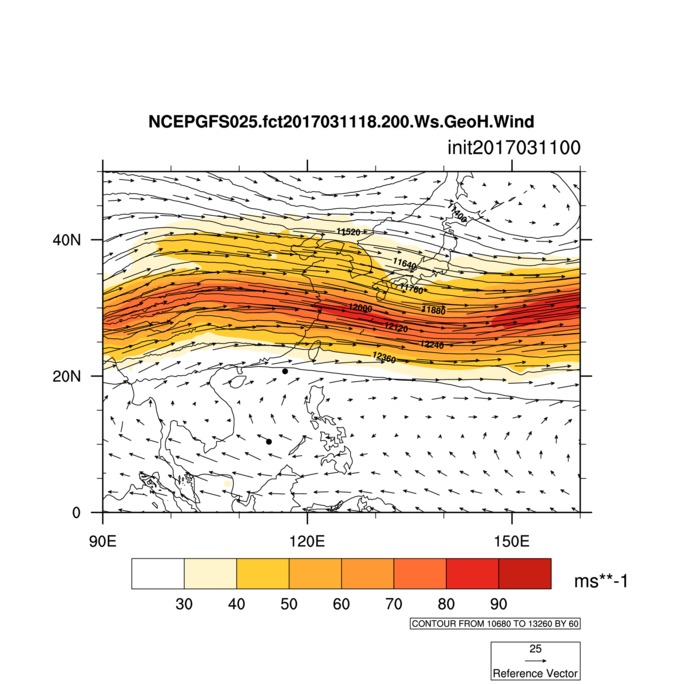 NCEPGFS025.fct2017031118.200.Ws.GeoH.Wind
init2017031100
11400
11520
40N
11640
11760
12000
11880
12120
12240
12360
20N
0
90E
120E
150E
30 40 50 60 70 80 90
ms**-1
CONTOUR FROM 10680 TO 13260 BY 60
25
Reference Vector